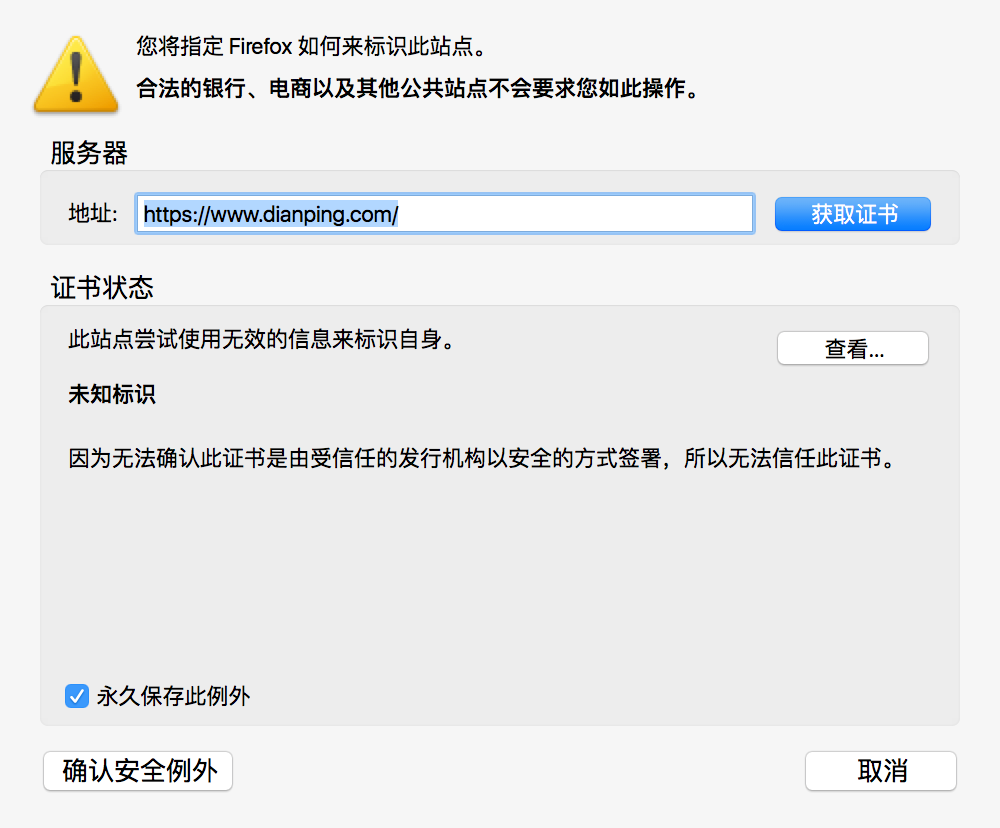 您将指定 Firefox 如何来标识此站点。
合法的银行、电商以及其他公共站点不会要求您如此操作。
服务器
地址: https://www.dianping.com/ 获取证书
证书状态
此站点尝试使用无效的信息来标识自身。
查看...
未知标识
因为无法确认此证书是由受信任的发行机构以安全的方式签署，所以无法信任此证书。
永久保存此例外
确认安全例外 取消